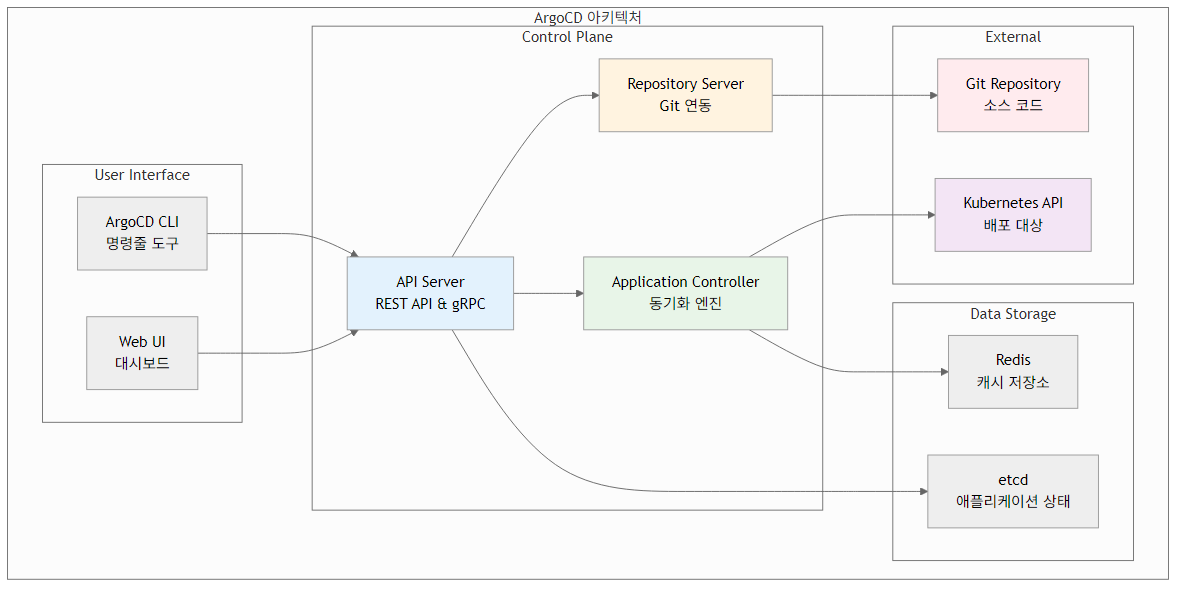 ArgoCD 아키텍처
Control Plane
External
Repository Server
Git 연동
Git Repository
소스 코드
User Interface
ArgoCD CLI
명령줄 도구
Kubernetes API
배포 대상
API Server
REST API & gRPC
Application Controller
동기화 엔진
Web UI
대시보드
Data Storage
Redis
캐시 저장소
etcd
애플리케이션 상태